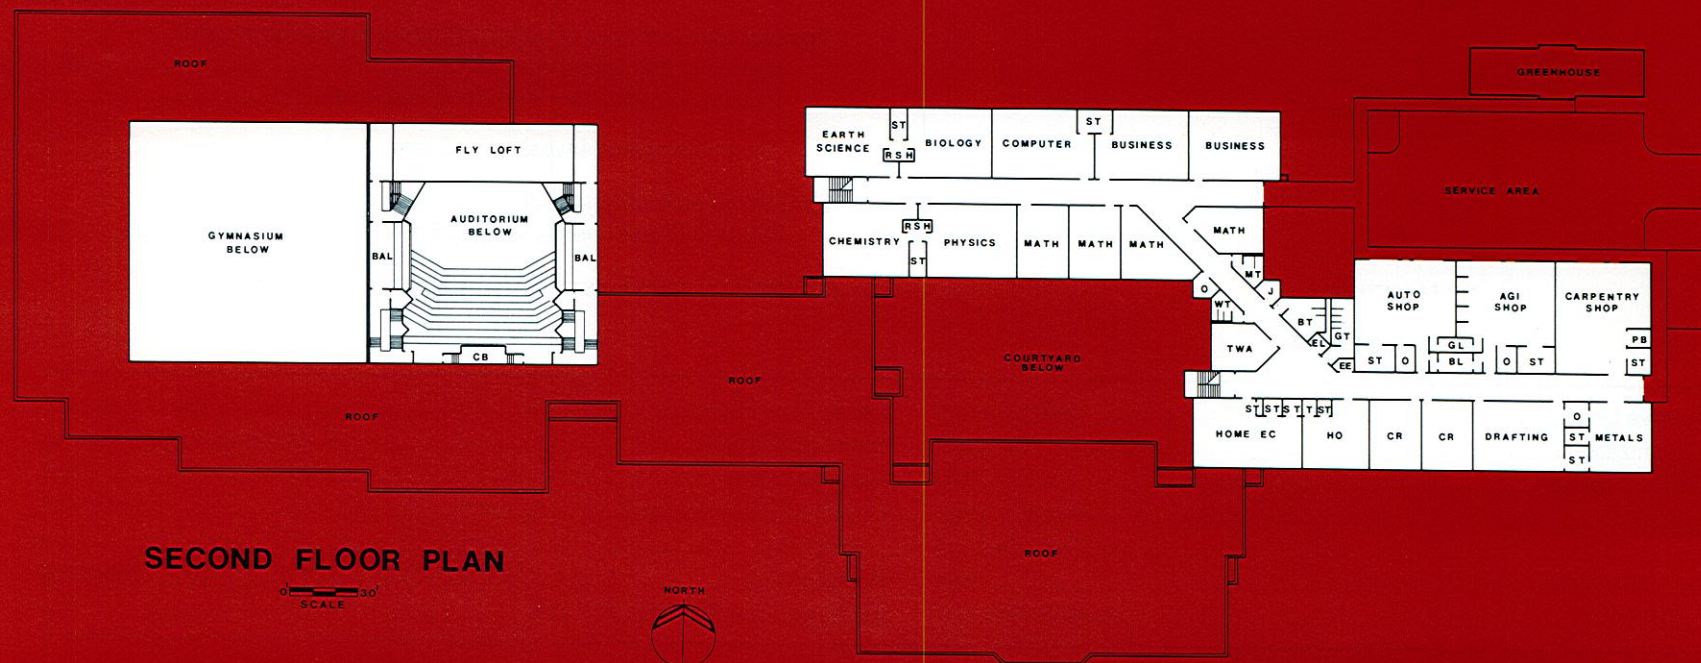 ROOF
GREENHOUSE
SERVICE AREA
FLY LOFT
AUDITORIUM
BELOW
BAL
BAL
CB
GYMNASIUM
BELOW
EARTH
SCIENCE
ST
RSH
BIOLOGY
COMPUTER
ST
BUSINESS
BUSINESS
CHEMISTRY
RSH
ST
PHYSICS
MATH
MATH
MATH
MATH
MT
J
O
WT
BT
EL
GT
EE
TWA
AUTO
SHOP
AGI
SHOP
CARPENTRY
SHOP
ST
O
GL
BL
O
ST
PB
ST
ST
ST
ST
T
ST
HOME EC
HO
CR
CR
DRAFTING
O
ST
ST
METALS
COURTYARD
BELOW
ROOF
ROOF
ROOF
SECOND FLOOR PLAN
0' 30'
SCALE
NORTH